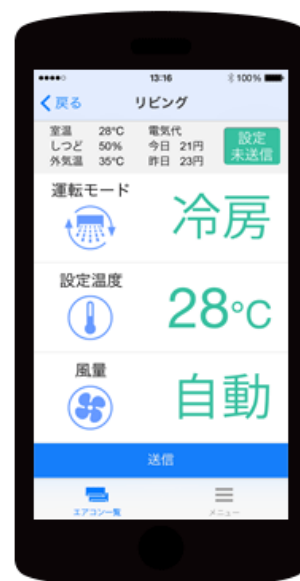 13:16 100%
戻る リビング
室温 28°C 電気代
しつど 50% 今日 21円
外気温 35°C 昨日 23円
設定
未送信
運転モード
冷房
設定温度
28°C
風量
自動
送信
エアコン一覧 メニュー